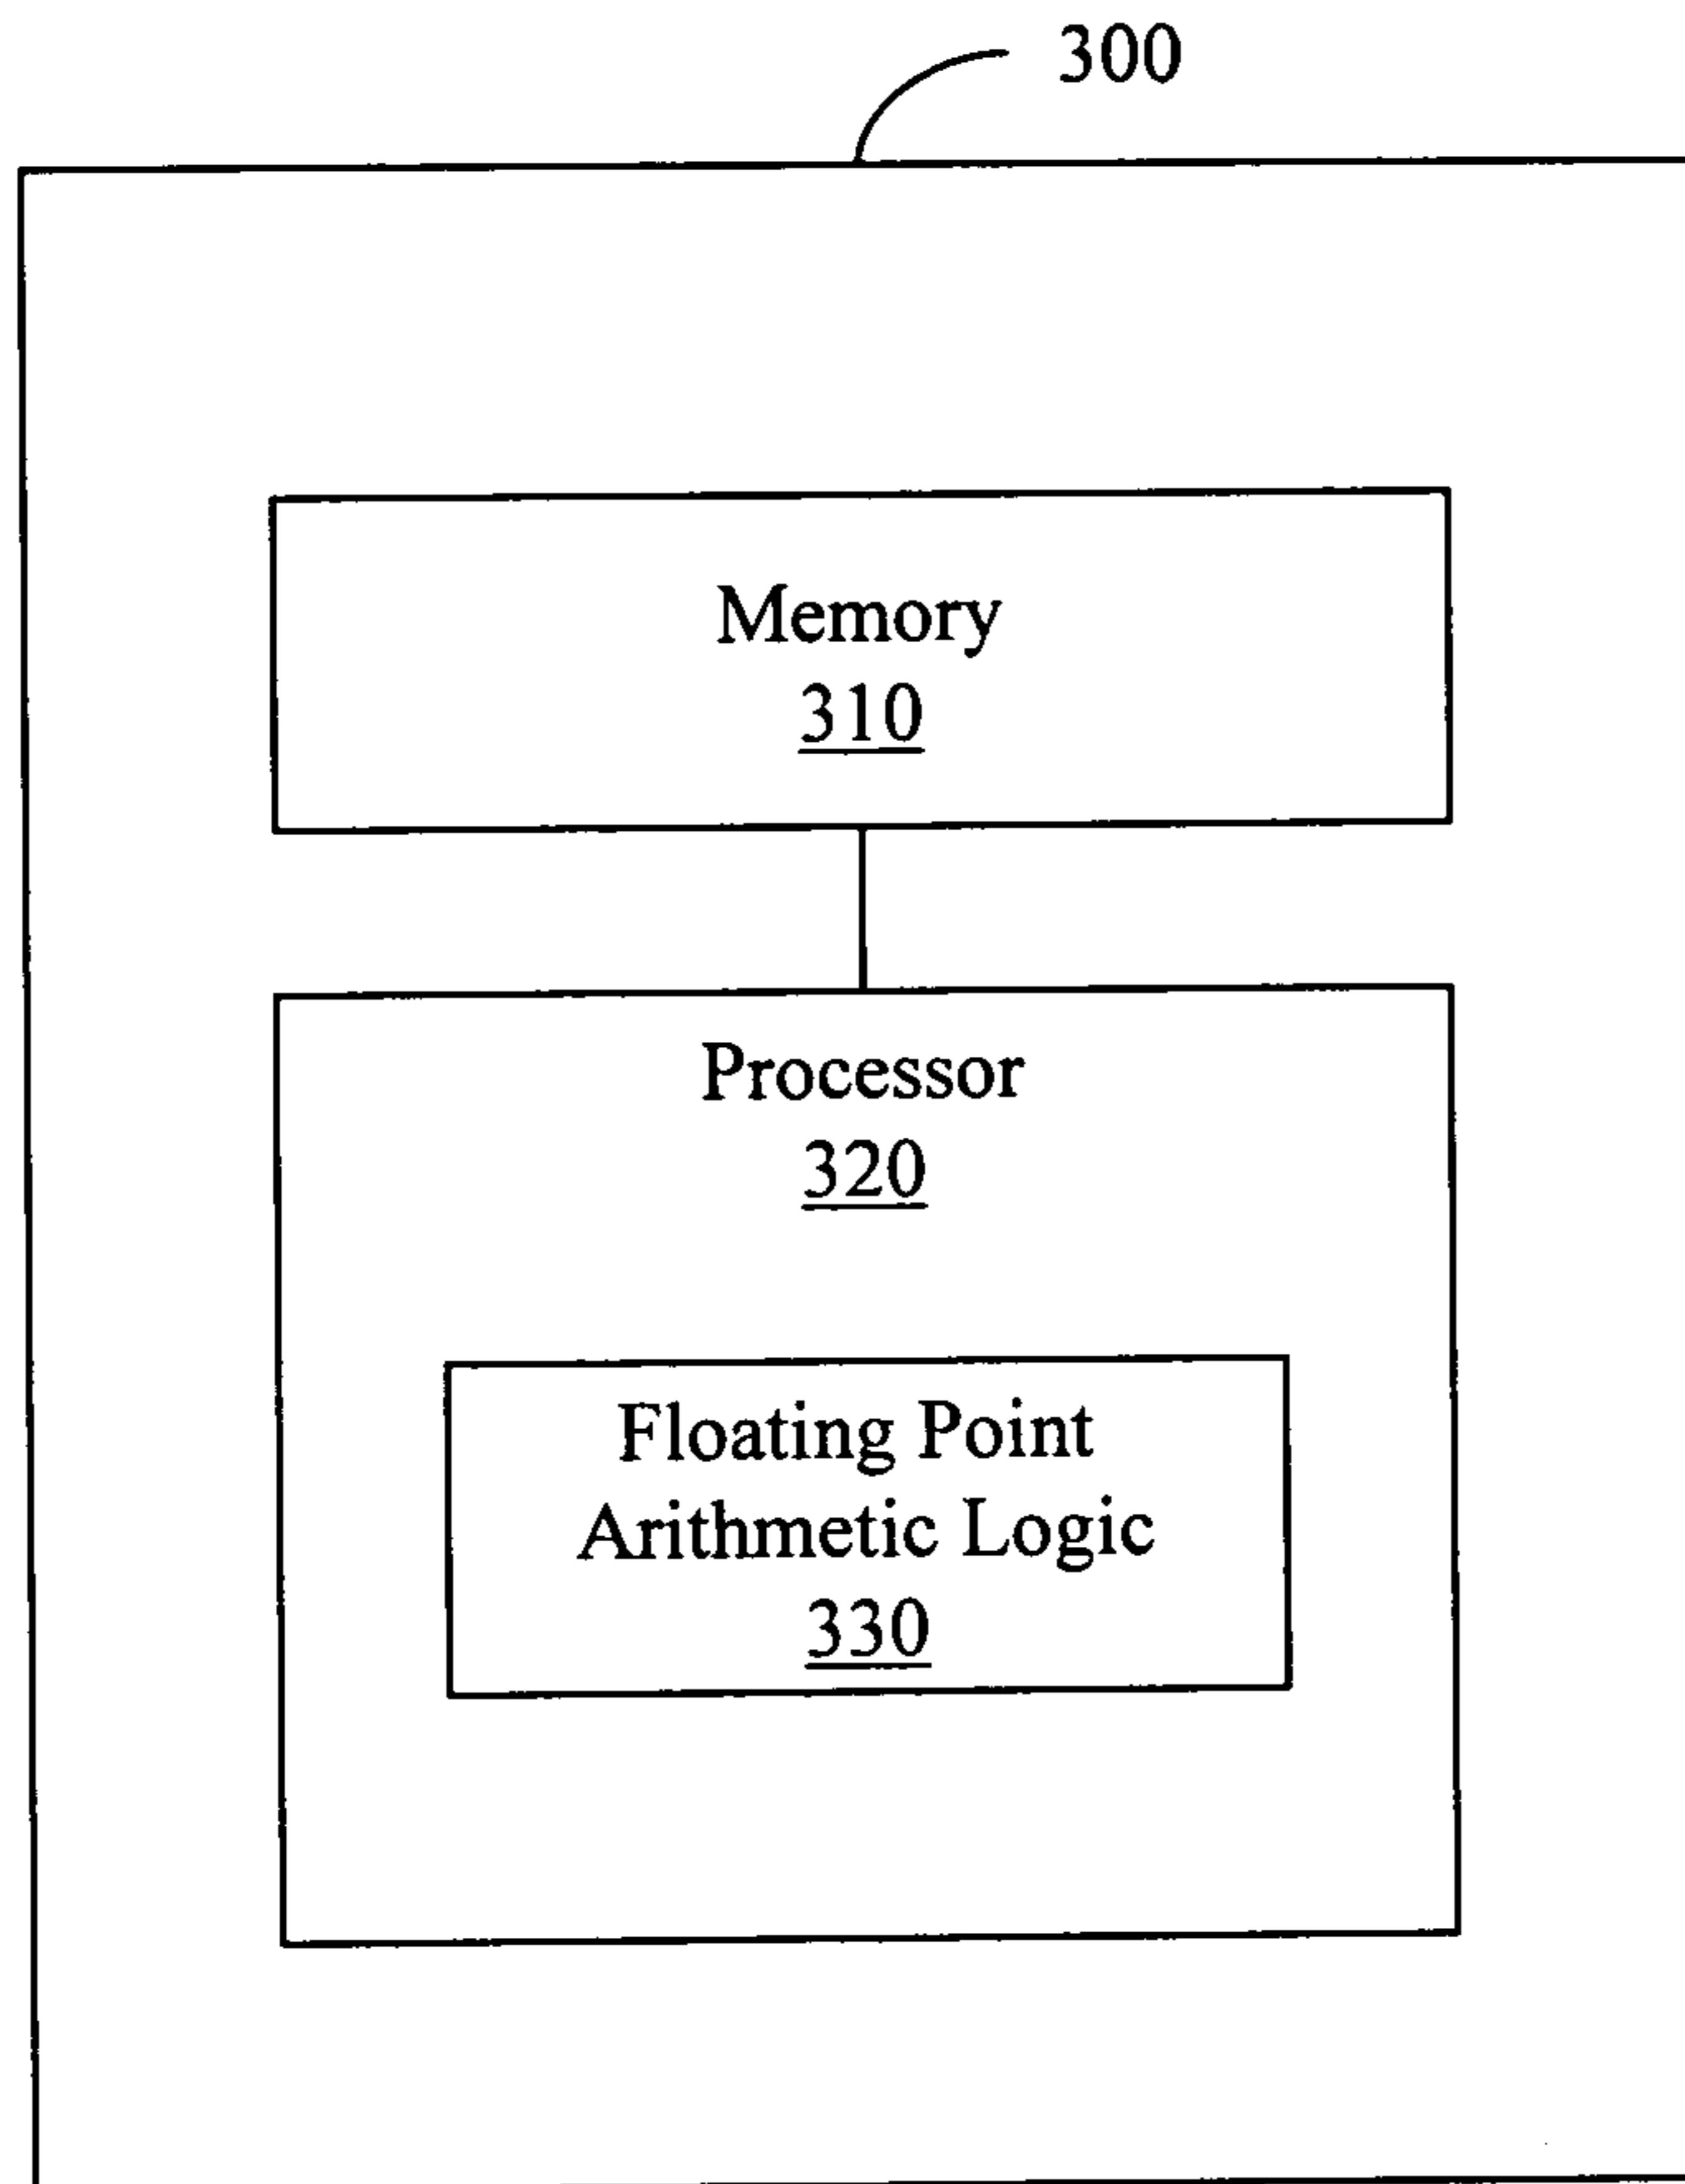 300
Memory
310
Processor
320
Floating Point
Arithmetic Logic
330